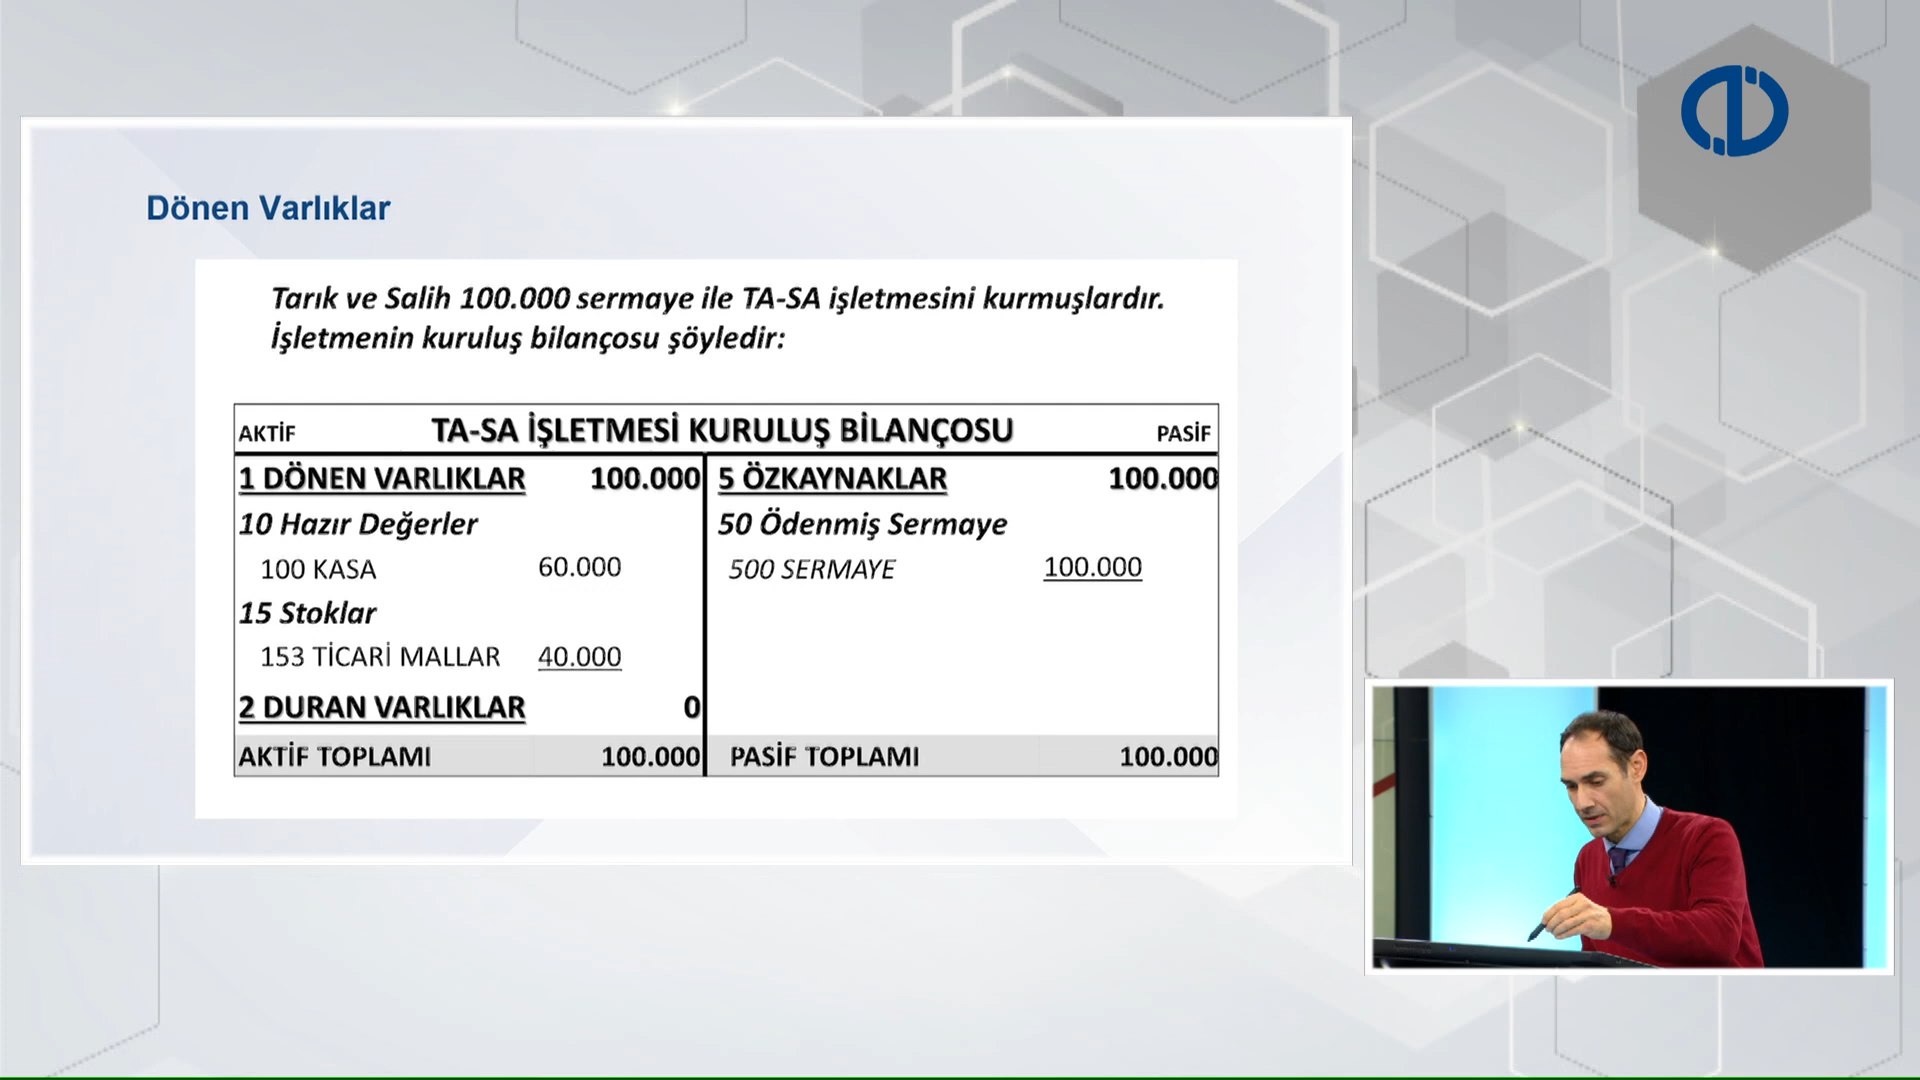 Dönen Varlıklar
Tarık ve Salih 100.000 sermaye ile TA-SA işletmesini kurmuşlardır.
İşletmenin kuruluş bilançosu şöyledir:
AKTİF TA-SA İŞLETMESİ KURULUŞ BİLANÇOSU PASİF
1 DÖNEN VARLIKLAR 100.000 5 ÖZKAYNAKLAR 100.000
10 Hazır Değerler 50 Ödenmiş Sermaye
100 KASA 60.000 500 SERMAYE 100.000
15 Stoklar
153 TİCARİ MALLAR 40.000
2 DURAN VARLIKLAR 0
AKTİF TOPLAMI 100.000 PASİF TOPLAMI 100.000